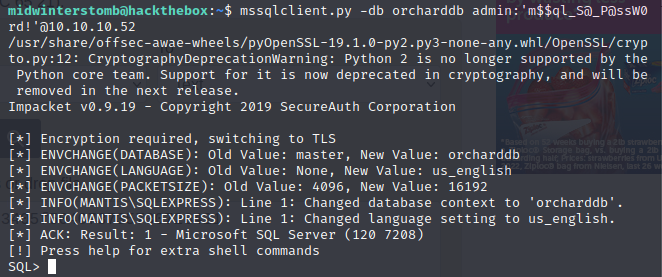 midwinterstomb@hackthebox:~$ mssqlclient.py -db orcharddb admin:'m$$ql_S@_P@ssW0
rd!'@10.10.10.52
/usr/share/offsec-awae-wheels/pyOpenSSL-19.1.0-py2.py3-none-any.whl/OpenSSL/cryp
to.py:12: CryptographyDeprecationWarning: Python 2 is no longer supported by the
 Python core team. Support for it is now deprecated in cryptography, and will be
 removed in the next release.
Impacket v0.9.19 - Copyright 2019 SecureAuth Corporation
[*] Encryption required, switching to TLS
[*] ENVCHANGE(DATABASE): Old Value: master, New Value: orcharddb
[*] ENVCHANGE(LANGUAGE): Old Value: None, New Value: us_english
[*] ENVCHANGE(PACKETSIZE): Old Value: 4096, New Value: 16192
[*] INFO(MANTIS\SQLEXPRESS): Line 1: Changed database context to 'orcharddb'.
[*] INFO(MANTIS\SQLEXPRESS): Line 1: Changed language setting to us_english.
[*] ACK: Result: 1 - Microsoft SQL Server (120 7208)
[!] Press help for extra shell commands
SQL>